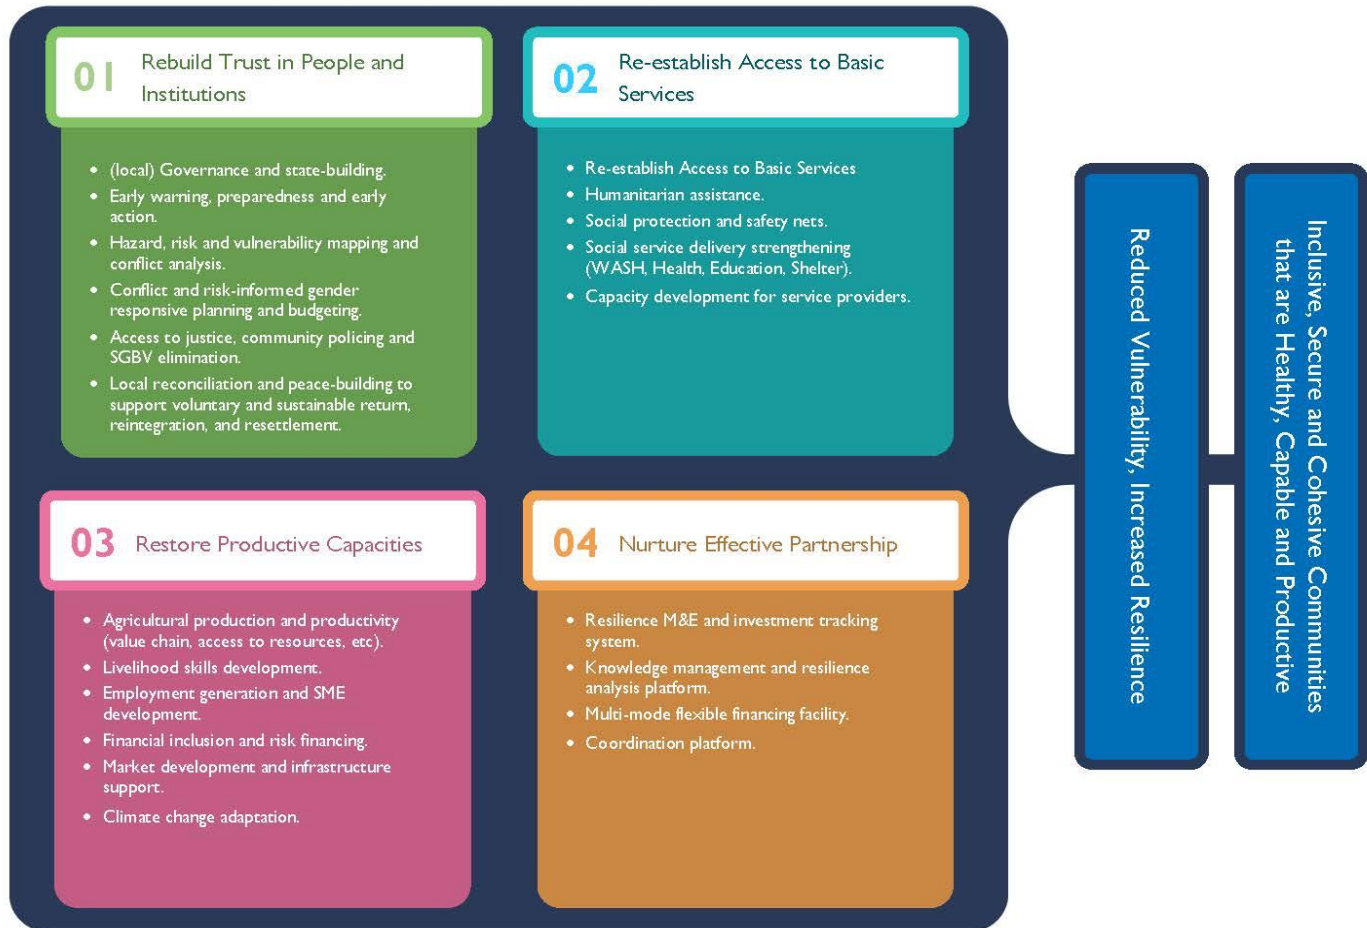 01
Rebuild Trust in People and
Institutions
• (local) Governance and state-building.
• Early warning, preparedness and early
action.
• Hazard, risk and vulnerability mapping and
conflict analysis.
• Conflict and risk-informed gender
responsive planning and budgeting.
• Access to justice, community policing and
SGBV elimination.
• Local reconciliation and peace-building to
support voluntary and sustainable return,
reintegration, and resettlement.
02
Re-establish Access to Basic
Services
• Re-establish Access to Basic Services
• Humanitarian assistance.
• Social protection and safety nets.
• Social service delivery strengthening
(WASH, Health, Education, Shelter).
• Capacity development for service providers.
03 Restore Productive Capacities
• Agricultural production and productivity
(value chain, access to resources, etc).
• Livelihood skills development.
• Employment generation and SME
development.
• Financial inclusion and risk financing.
• Market development and infrastructure
support.
• Climate change adaptation.
04 Nurture Effective Partnership
• Resilience M&E and investment tracking
system.
• Knowledge management and resilience
analysis platform.
• Multi-mode flexible financing facility.
• Coordination platform.
Reduced Vulnerability, Increased Resilience
Inclusive, Secure and Cohesive Communities
that are Healthy, Capable and Productive